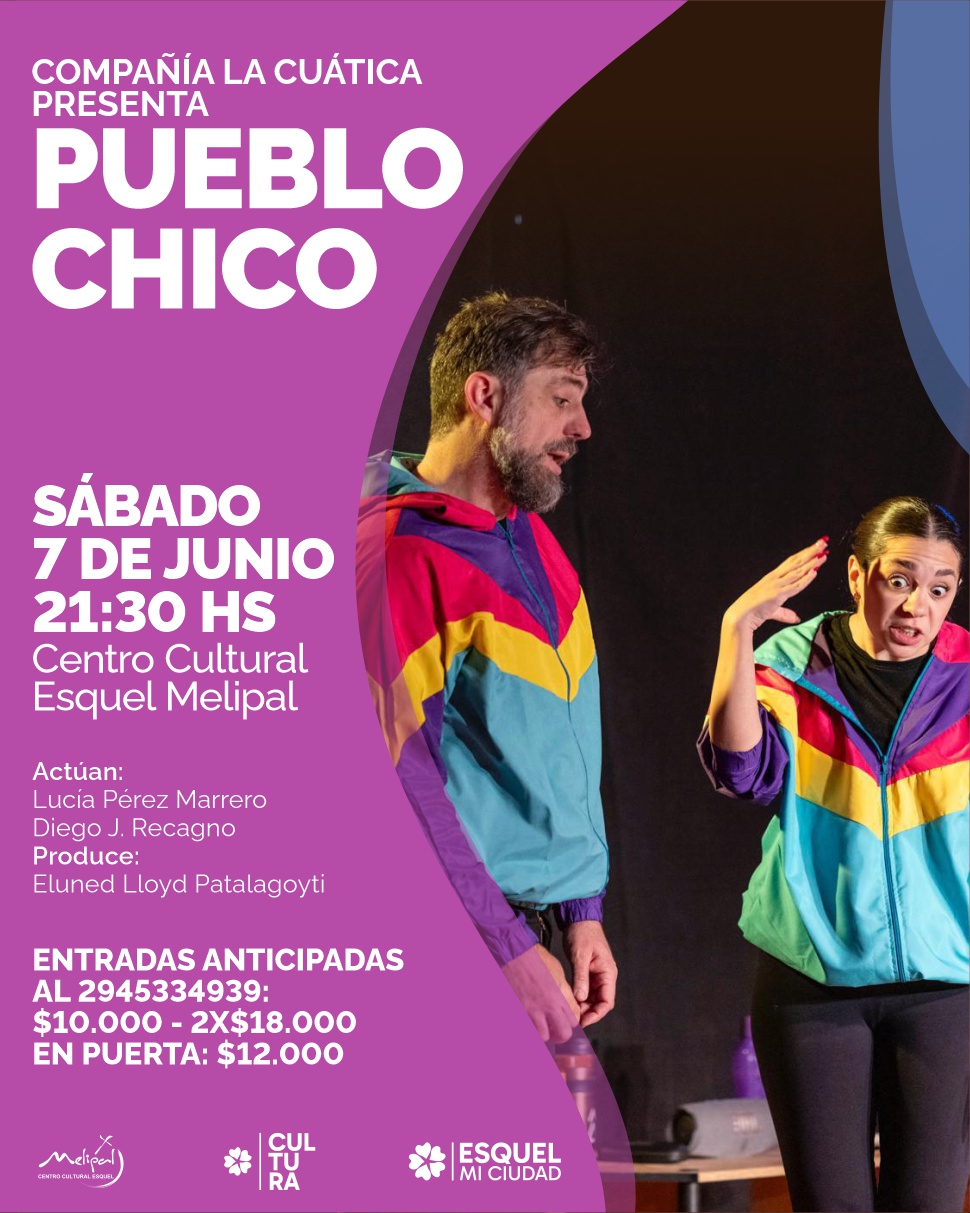 COMPAÑÍA LA CUÁTICA
PRESENTA
PUEBLO
CHICO
SÁBADO
7 DE JUNIO
21:30 HS
Centro Cultural
Esquel Melipal
Actúan:
Lucía Pérez Marrero
Diego J. Recagno
Produce:
Eluned Lloyd Patalagoyti
ENTRADAS ANTICIPADAS
AL 2945334939:
$10.000 - 2X$18.000
EN PUERTA: $12.000
Melipal
CENTRO CULTURAL ESQUEL
CUL
TU
RA
ESQUEL
MI CIUDAD